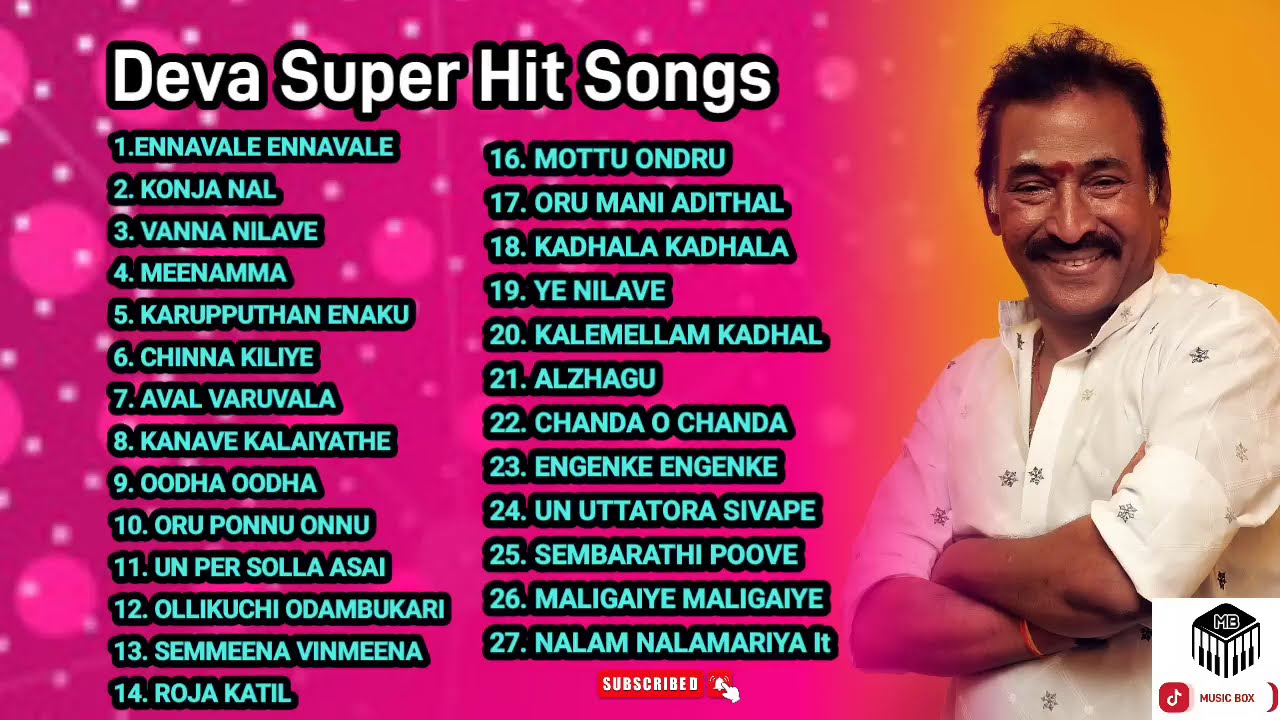 Deva Super Hit Songs
1.ENNAVALE ENNAVALE
2. KONJA NAL
3. VANNA NILAVE
4. MEENAMMA
5. KARUPPUTHAN ENAKU
6. CHINNA KILIYE
7. AVAL VARUVALA
8. KANAVE KALAIYATHE
9. OODHA OODHA
10. ORU PONNU ONNU
11. UN PER SOLLA ASAI
12. OLLIKUCHI ODAMBUKARI
13. SEMMEENA VINMEENA
14. ROJA KATIL
16. MOTTU ONDRU
17. ORU MANI ADITHAL
18. KADHALA KADHALA
19. YE NILAVE
20. KALEMELLAM KADHAL
21. ALZHAGU
22. CHANDA O CHANDA
23. ENGENKE ENGENKE
24. UN UTTATORA SIVAPE
25. SEMBARATHI POOVE
26. MALIGAIYE MALIGAIYE
27. NALAM NALAMARIYA lt
SUBSCRIBED
MB
MUSIC BOX